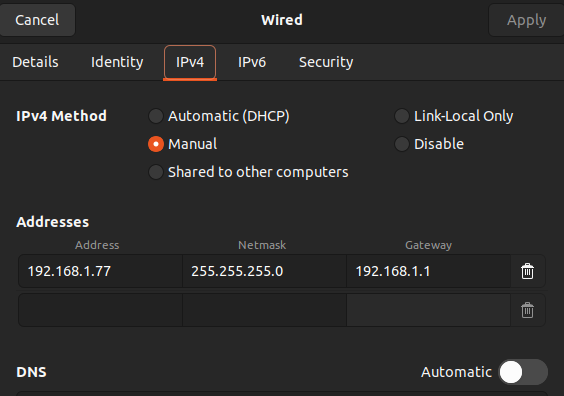 Cancel Wired Apply
Details Identity IPv4 IPv6 Security
IPv4 Method Automatic (DHCP) Link-Local Only
Manual Disable
Shared to other computers
Addresses
Address Netmask Gateway
192.168.1.77 255.255.255.0 192.168.1.1
DNS Automatic